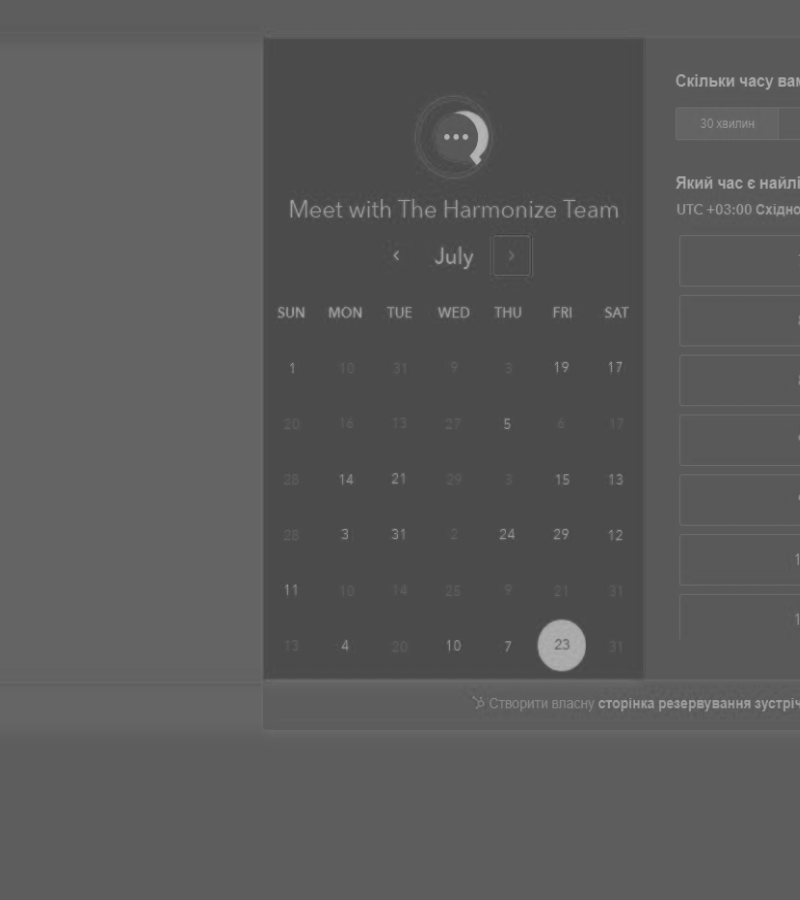 Скільки часу вам
30 хвилин
Meet with The Harmonize Team
Який час є найлі
UTC +03:00 Східно
July
SUN MON TUE WED THU FRI SAT
1 10 31 9 3 19 17
20 16 13 27 5 6 17
28 14 21 29 3 15 13
28 3 31 2 24 29 12
11 10 14 28 9 21 31
13 4 20 10 7 23 31
Створити власну сторінка резервування зустріч